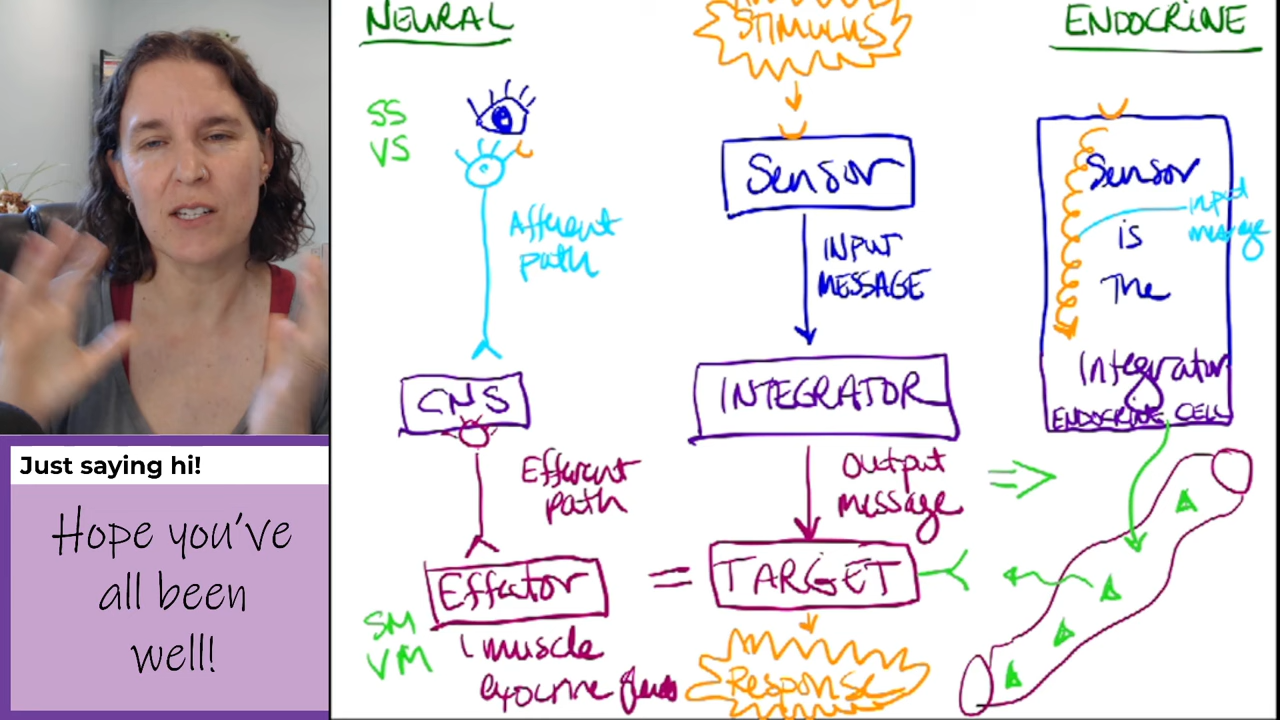 NEURAL
STIMULUS
ENDOCRINE
SS
VS
Sensor
Afferent
path
INPUT
MESSAGE
Sensor
is
The
Integrator
ENDOCRINE CELL
input
message
CNS
INTEGRATOR
Efferent
path
Output
message
Effector
=
TARGET
SM
VM
muscle
exocrine glands
Response
Just saying hi!
Hope you've
all been
well!